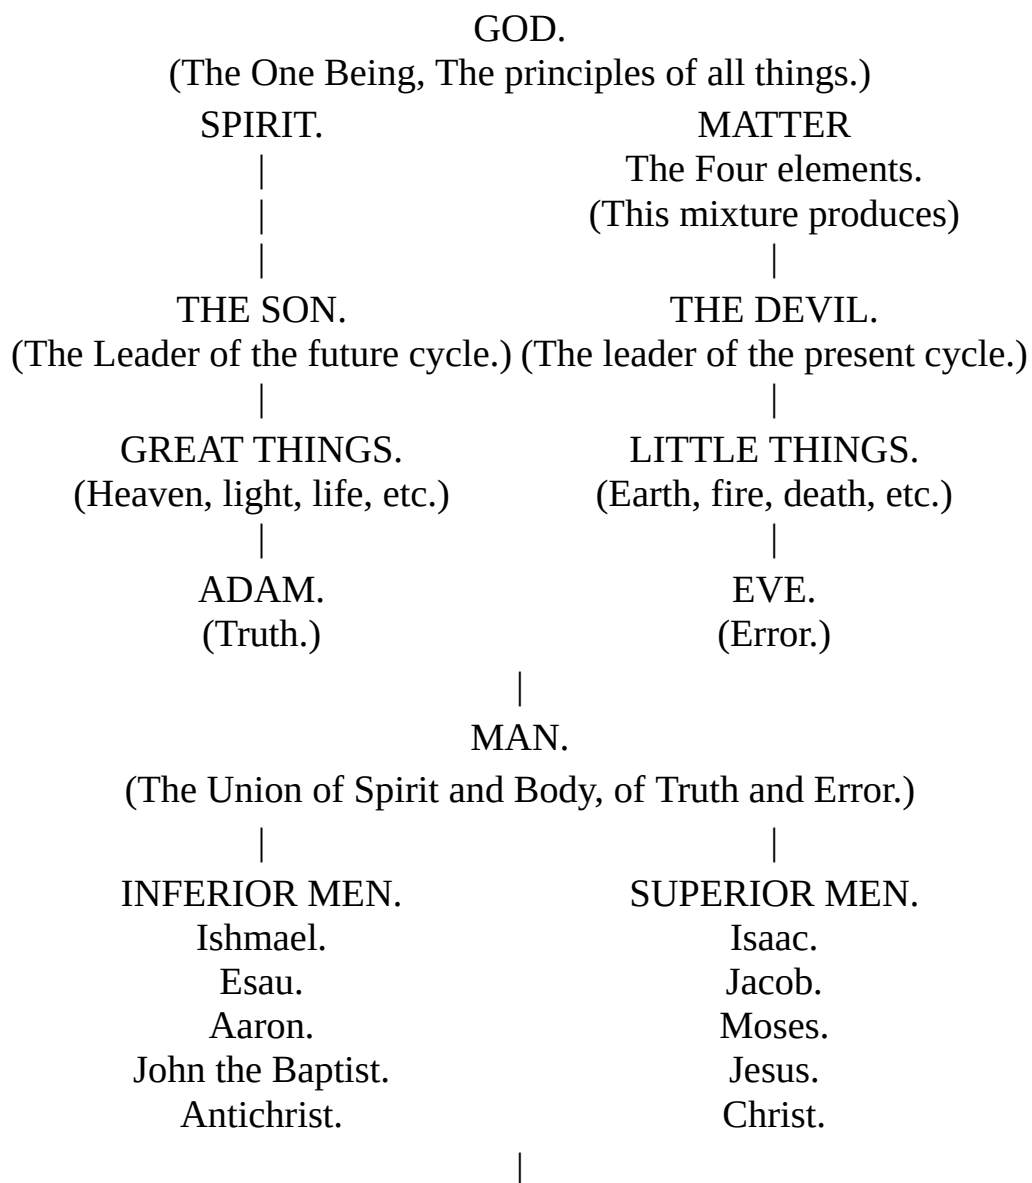 GOD.
(The One Being, The principles of all things.)
SPIRIT. MATTER
| The Four elements.
| (This mixture produces)
| |
THE SON. THE DEVIL.
(The Leader of the future cycle.) (The leader of the present cycle.)
| |
GREAT THINGS. LITTLE THINGS.
(Heaven, light, life, etc.) (Earth, fire, death, etc.)
| |
ADAM. EVE.
(Truth.) (Error.)
|
MAN.
(The Union of Spirit and Body, of Truth and Error.)
| |
INFERIOR MEN. SUPERIOR MEN.
Ishmael. Isaac.
Esau. Jacob.
Aaron. Moses.
John the Baptist. Jesus.
Antichrist. Christ.
|